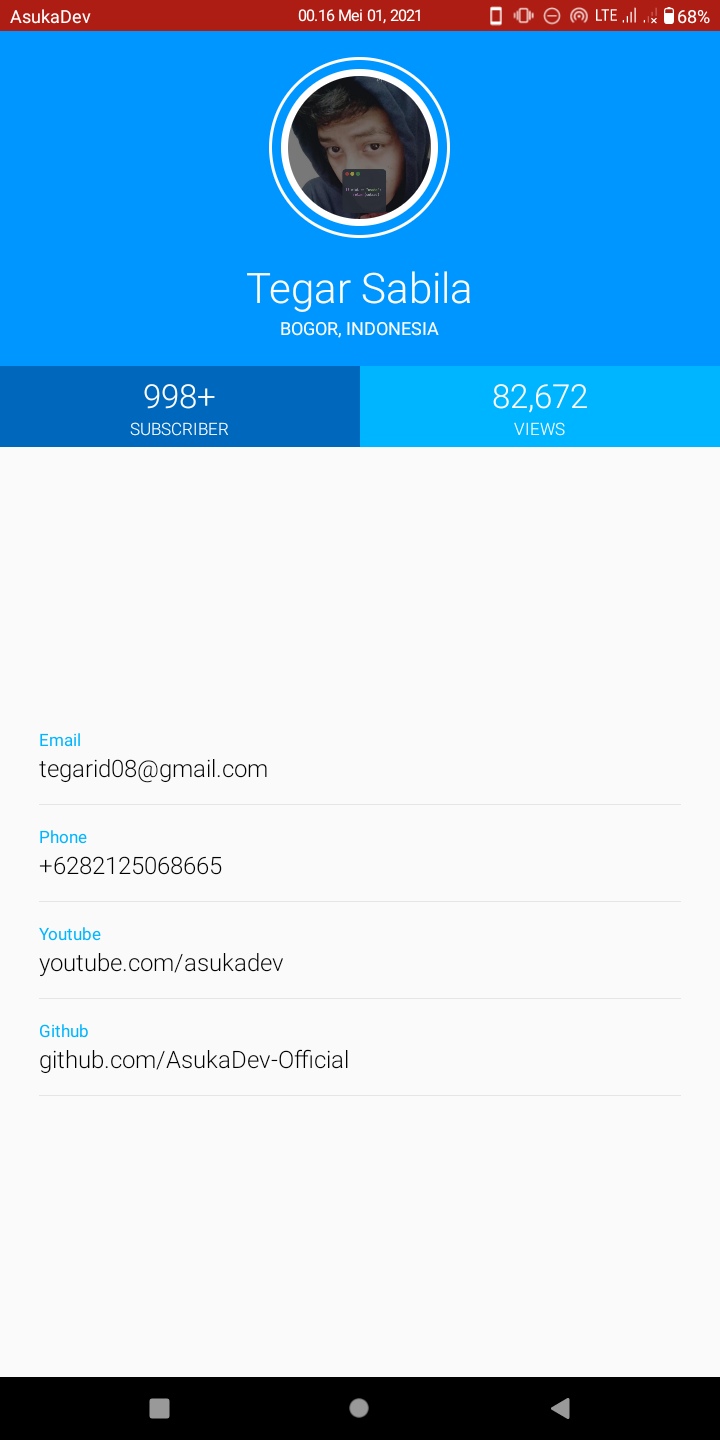 AsukaDev 00.16 Mei 01, 2021 LTE 68%
Tegar Sabila
BOGOR, INDONESIA
998+ 82,672
SUBSCRIBER VIEWS
Email
tegarid08@gmail.com
Phone
+6282125068665
Youtube
youtube.com/asukadev
Github
github.com/AsukaDev-Official